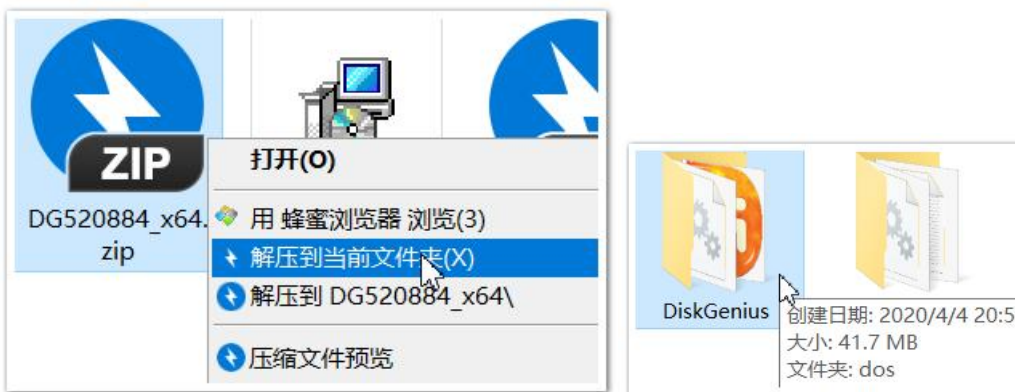 ZIP
DG520884_x64.
zip
打开(O)
用 蜂蜜浏览器 浏览(3)
解压到当前文件夹(X)
解压到 DG520884_x64\
压缩文件预览
DiskGenius
创建日期: 2020/4/4 20:5
大小: 41.7 MB
文件夹: dos